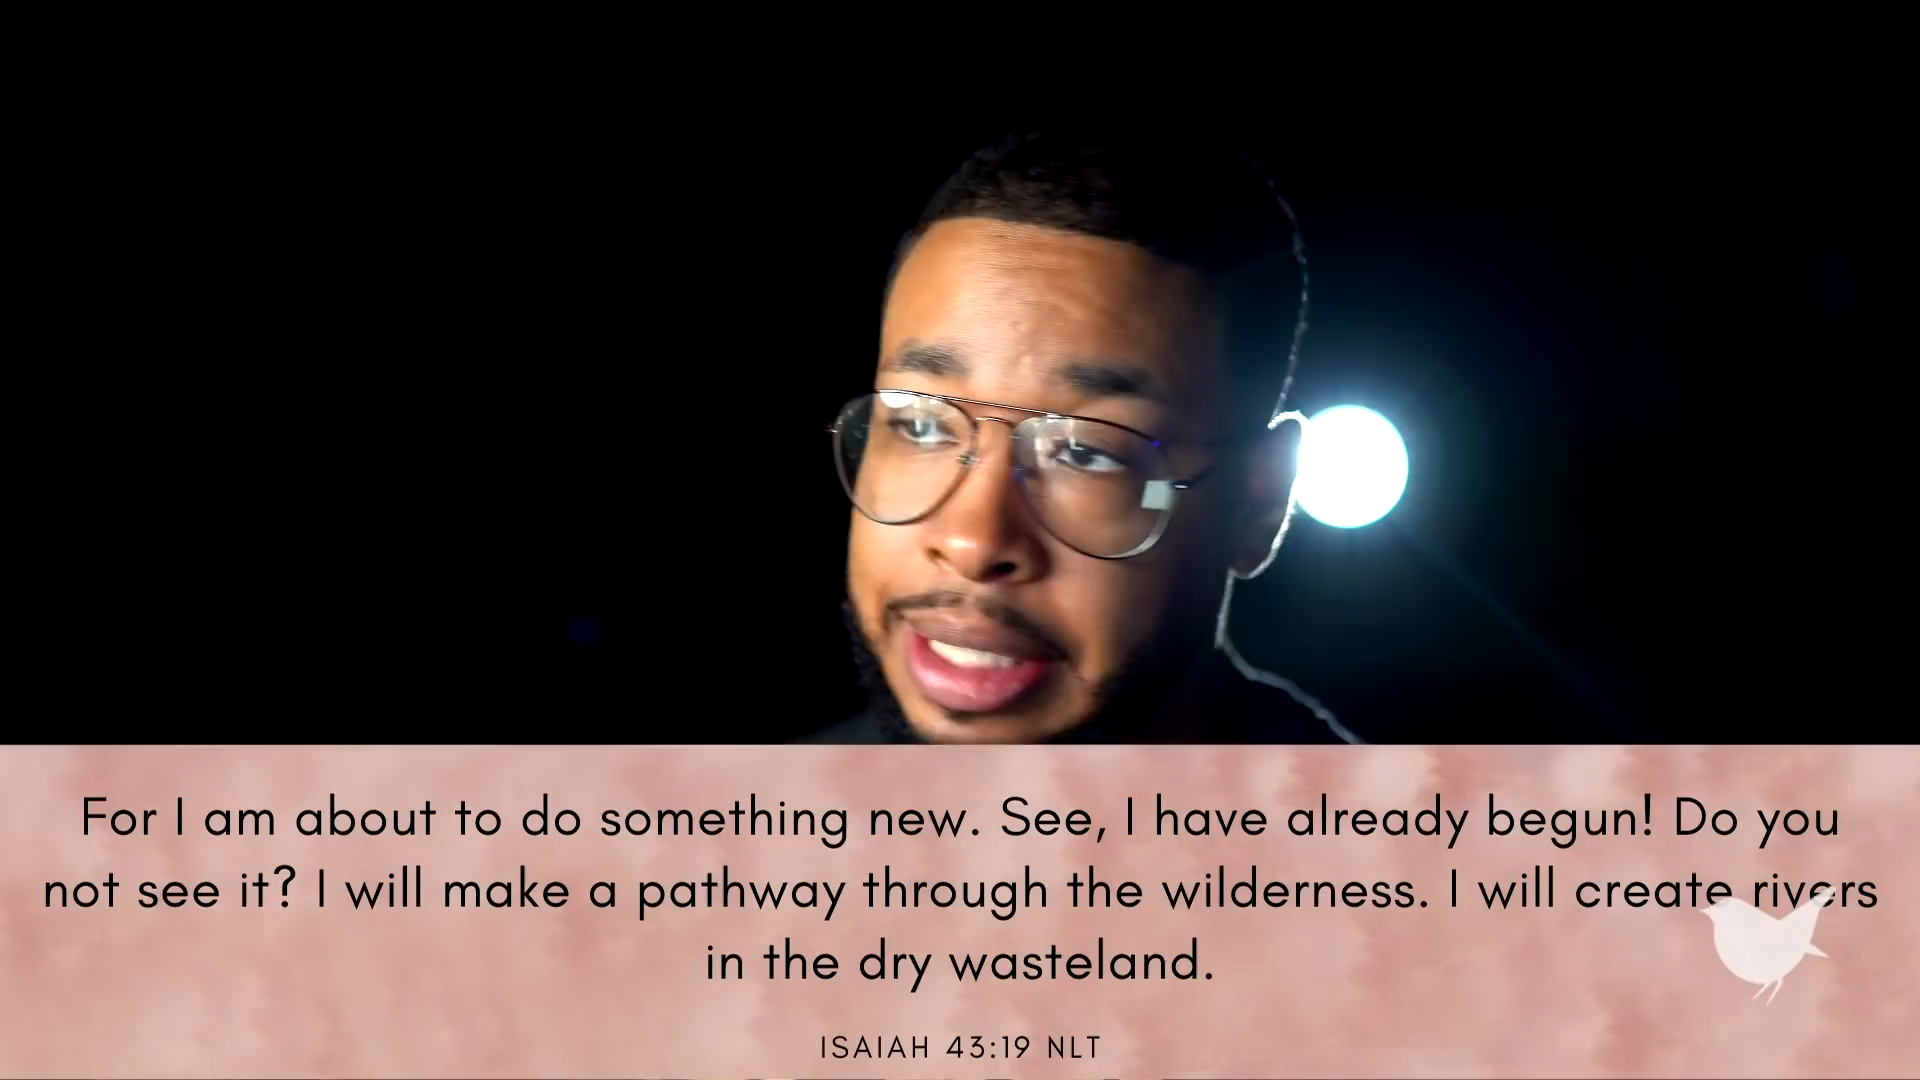 For I am about to do something new. See, I have already begun! Do you
not see it? I will make a pathway through the wilderness. I will create rivers
in the dry wasteland.
ISAIAH 43:19 NLT